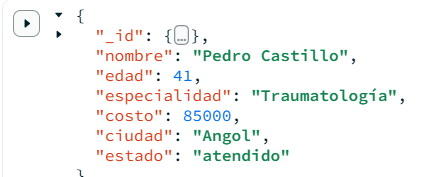 {
"_id": {…},
"nombre": "Pedro Castillo",
"edad": 41,
"especialidad": "Traumatología",
"costo": 85000,
"ciudad": "Angol",
"estado": "atendido"
}